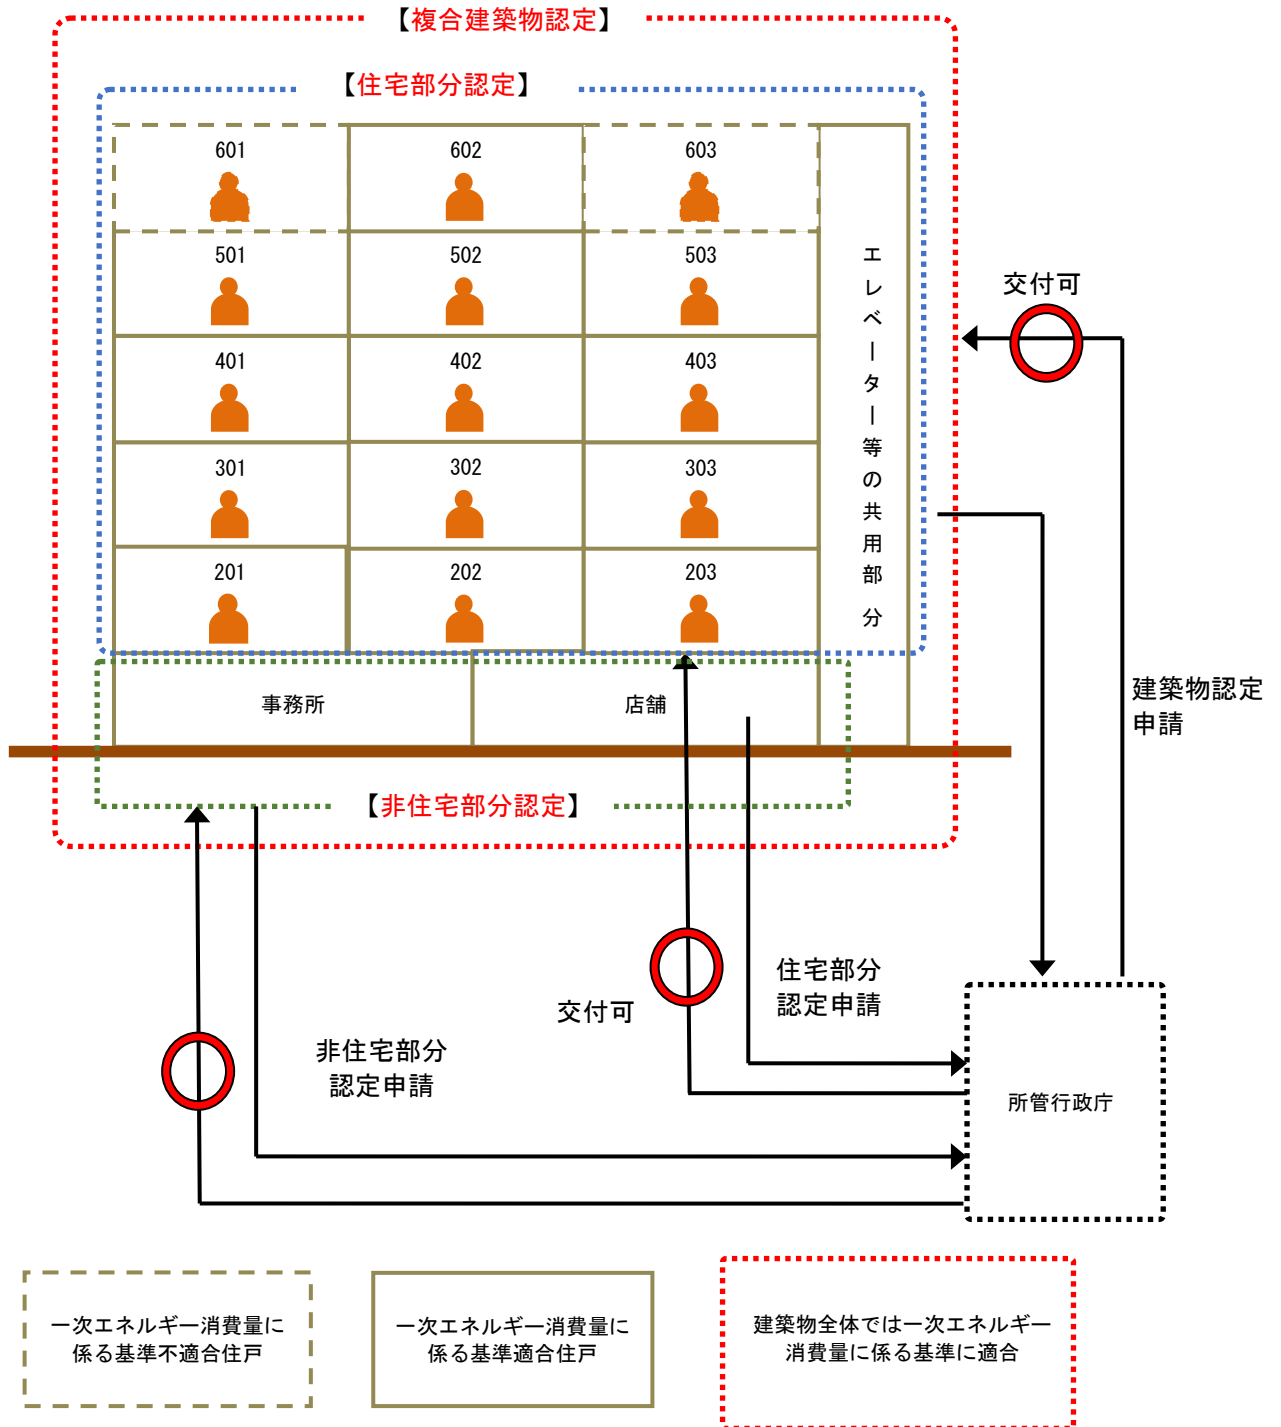 【複合建築物認定】
【住宅部分認定】
601
602
603
501
502
503
401
402
403
301
302
303
201
202
203
エレベーター等の共用部分
交付可
事務所
店舗
建築物認定
申請
【非住宅部分認定】
住宅部分
認定申請
交付可
非住宅部分
認定申請
所管行政庁
一次エネルギー消費量に
係る基準不適合住戸
一次エネルギー消費量に
係る基準適合住戸
建築物全体では一次エネルギー
消費量に係る基準に適合